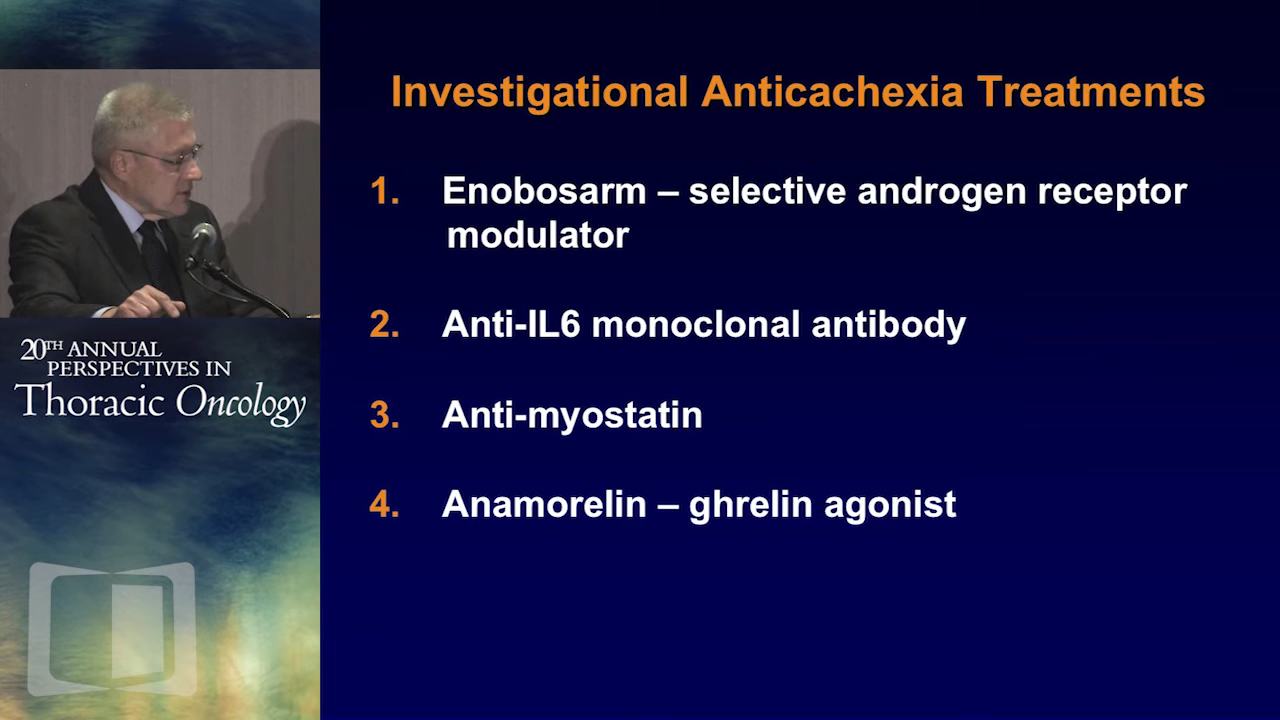 20TH ANNUAL
PERSPECTIVES IN
Thoracic Oncology
Investigational Anticachexia Treatments
1. Enobosarm – selective androgen receptor
modulator
2. Anti-IL6 monoclonal antibody
3. Anti-myostatin
4. Anamorelin – ghrelin agonist